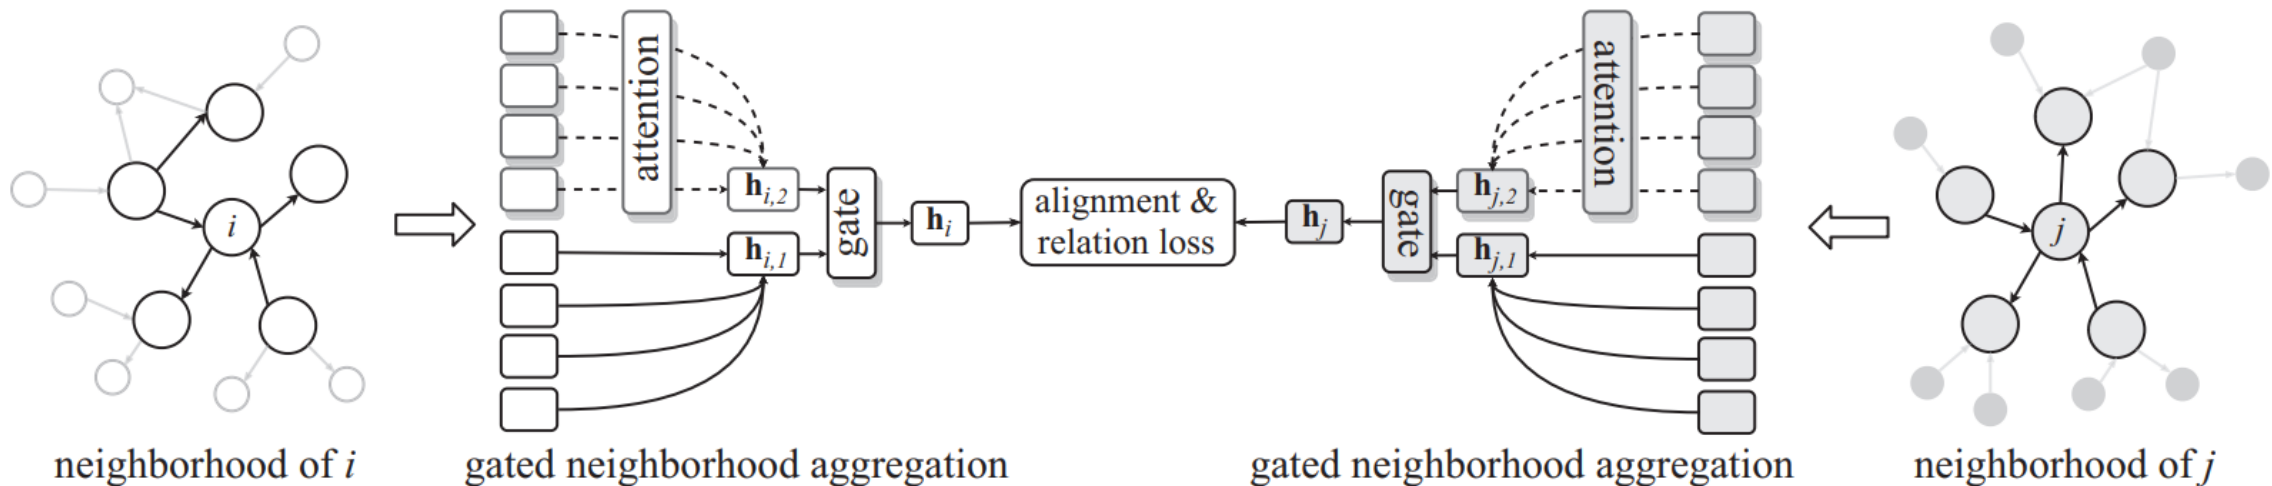 i
neighborhood of i
attention
h_{i,2}
h_{i,1}
gate
h_i
gated neighborhood aggregation
alignment &
relation loss
h_j
gate
h_{j,2}
h_{j,1}
attention
gated neighborhood aggregation
j
neighborhood of j